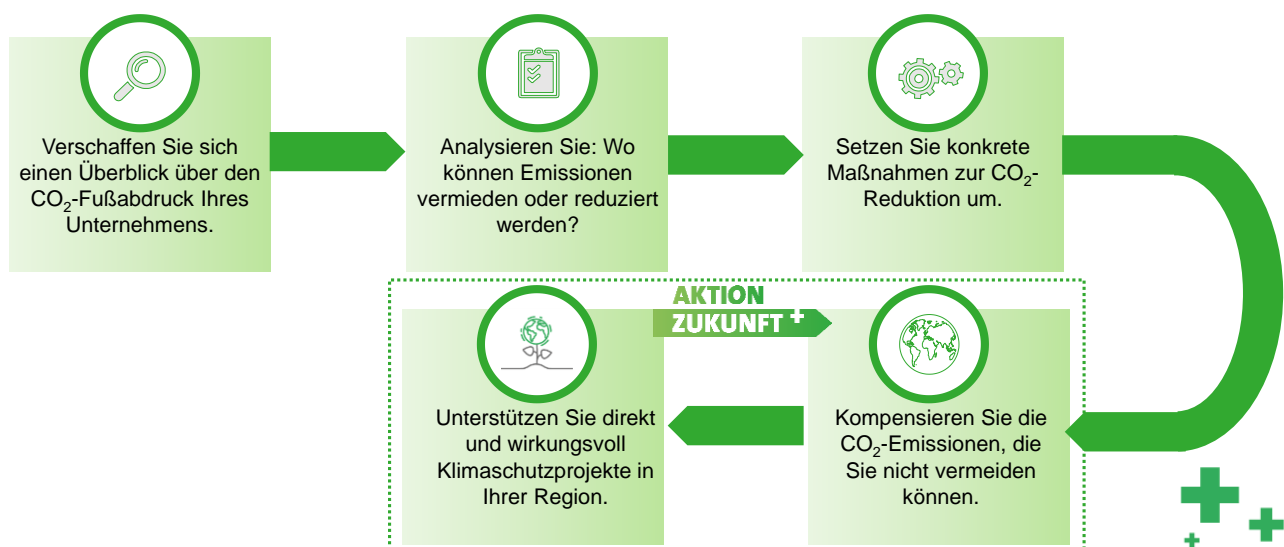 Verschaffen Sie sich
einen Überblick über den
CO₂-Fußabdruck Ihres
Unternehmens.
Analysieren Sie: Wo
können Emissionen
vermieden oder reduziert
werden?
Setzen Sie konkrete
Maßnahmen zur CO₂-
Reduktion um.
AKTION
ZUKUNFT +
Kompensieren Sie die
CO₂-Emissionen, die
Sie nicht vermeiden
können.
Unterstützen Sie direkt
und wirkungsvoll
Klimaschutzprojekte in
Ihrer Region.